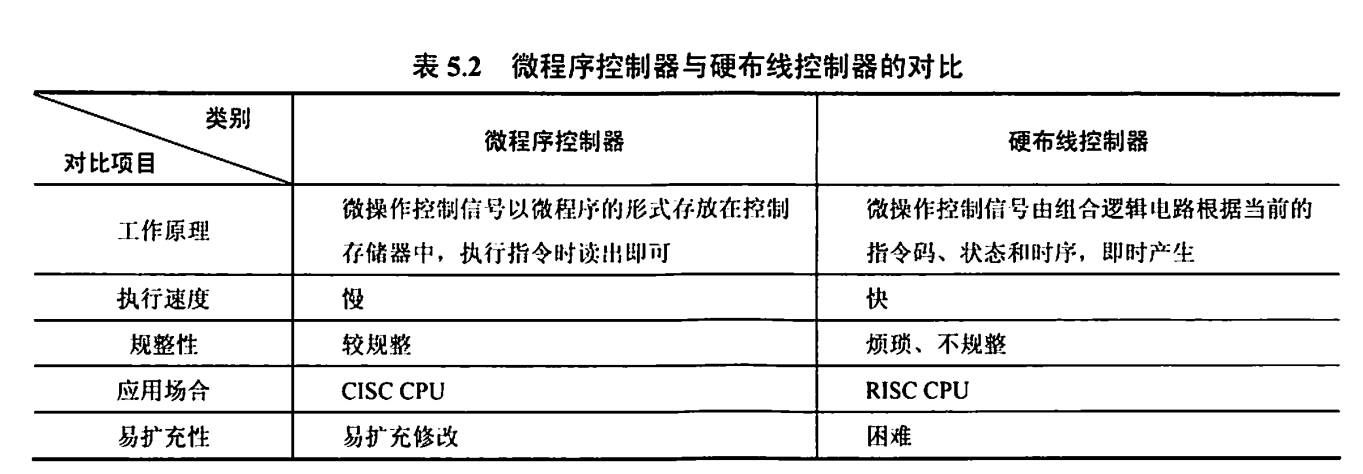 表 5.2 微程序控制器与硬布线控制器的对比
类别
对比项目
微程序控制器
硬布线控制器
工作原理
微操作控制信号以微程序的形式存放在控制
存储器中，执行指令时读出即可
微操作控制信号由组合逻辑电路根据当前的
指令码、状态和时序，即时产生
执行速度
慢
快
规整性
较规整
烦琐、不规整
应用场合
CISC CPU
RISC CPU
易扩充性
易扩充修改
困难